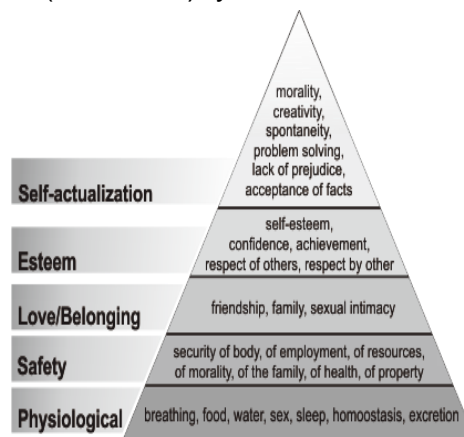 morality,
creativity,
spontaneity,
problem solving,
lack of prejudice,
acceptance of facts
Self-actualization
self-esteem,
confidence, achievement,
respect of others, respect by other
Esteem
friendship, family, sexual intimacy
Love/Belonging
security of body, of employment, of resources,
of morality, of the family, of health, of property
Safety
Physiological
breathing, food, water, sex, sleep, homoostasis, excretion